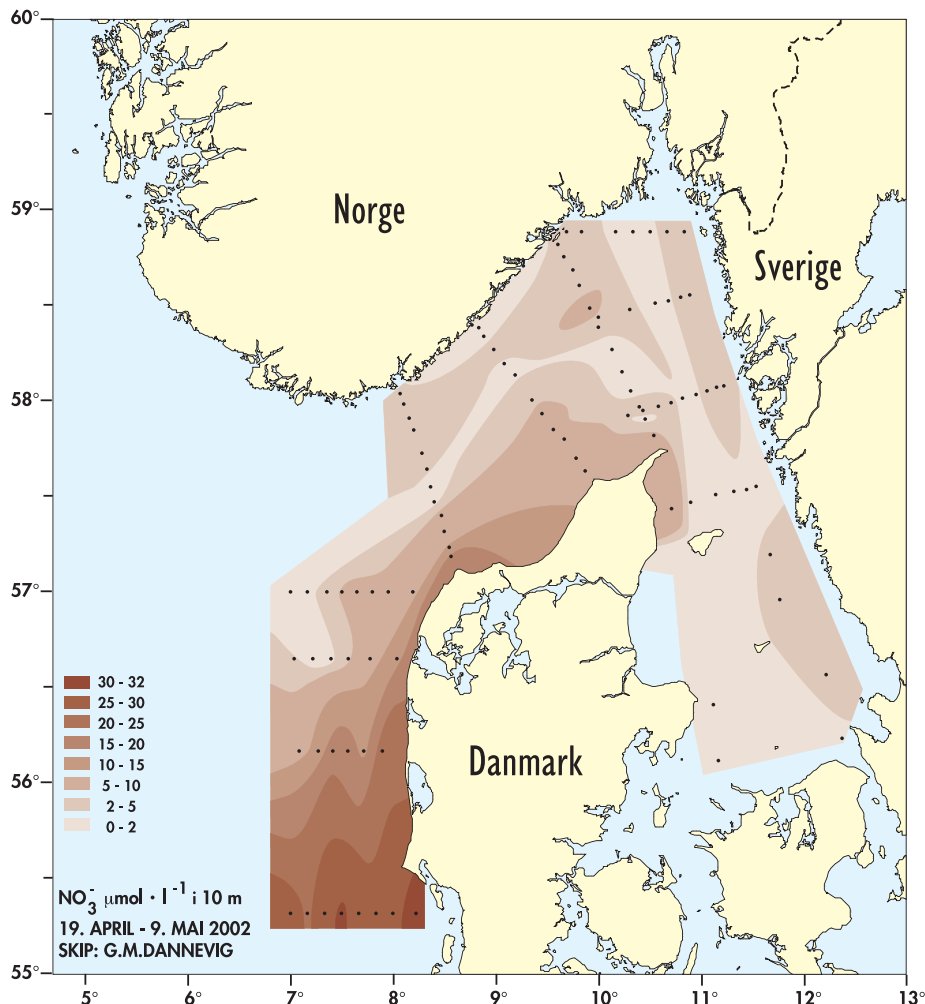 60°
59°
58°
57°
56°
55°
Norge
Sverige
Danmark
30 - 32
25 - 30
20 - 25
15 - 20
10 - 15
5 - 10
2 - 5
0 - 2
NO₃⁻ µmol · l⁻¹ i 10 m
19. APRIL - 9. MAI 2002
SKIP: G.M.DANNEVIG
5° 6° 7° 8° 9° 10° 11° 12° 13°